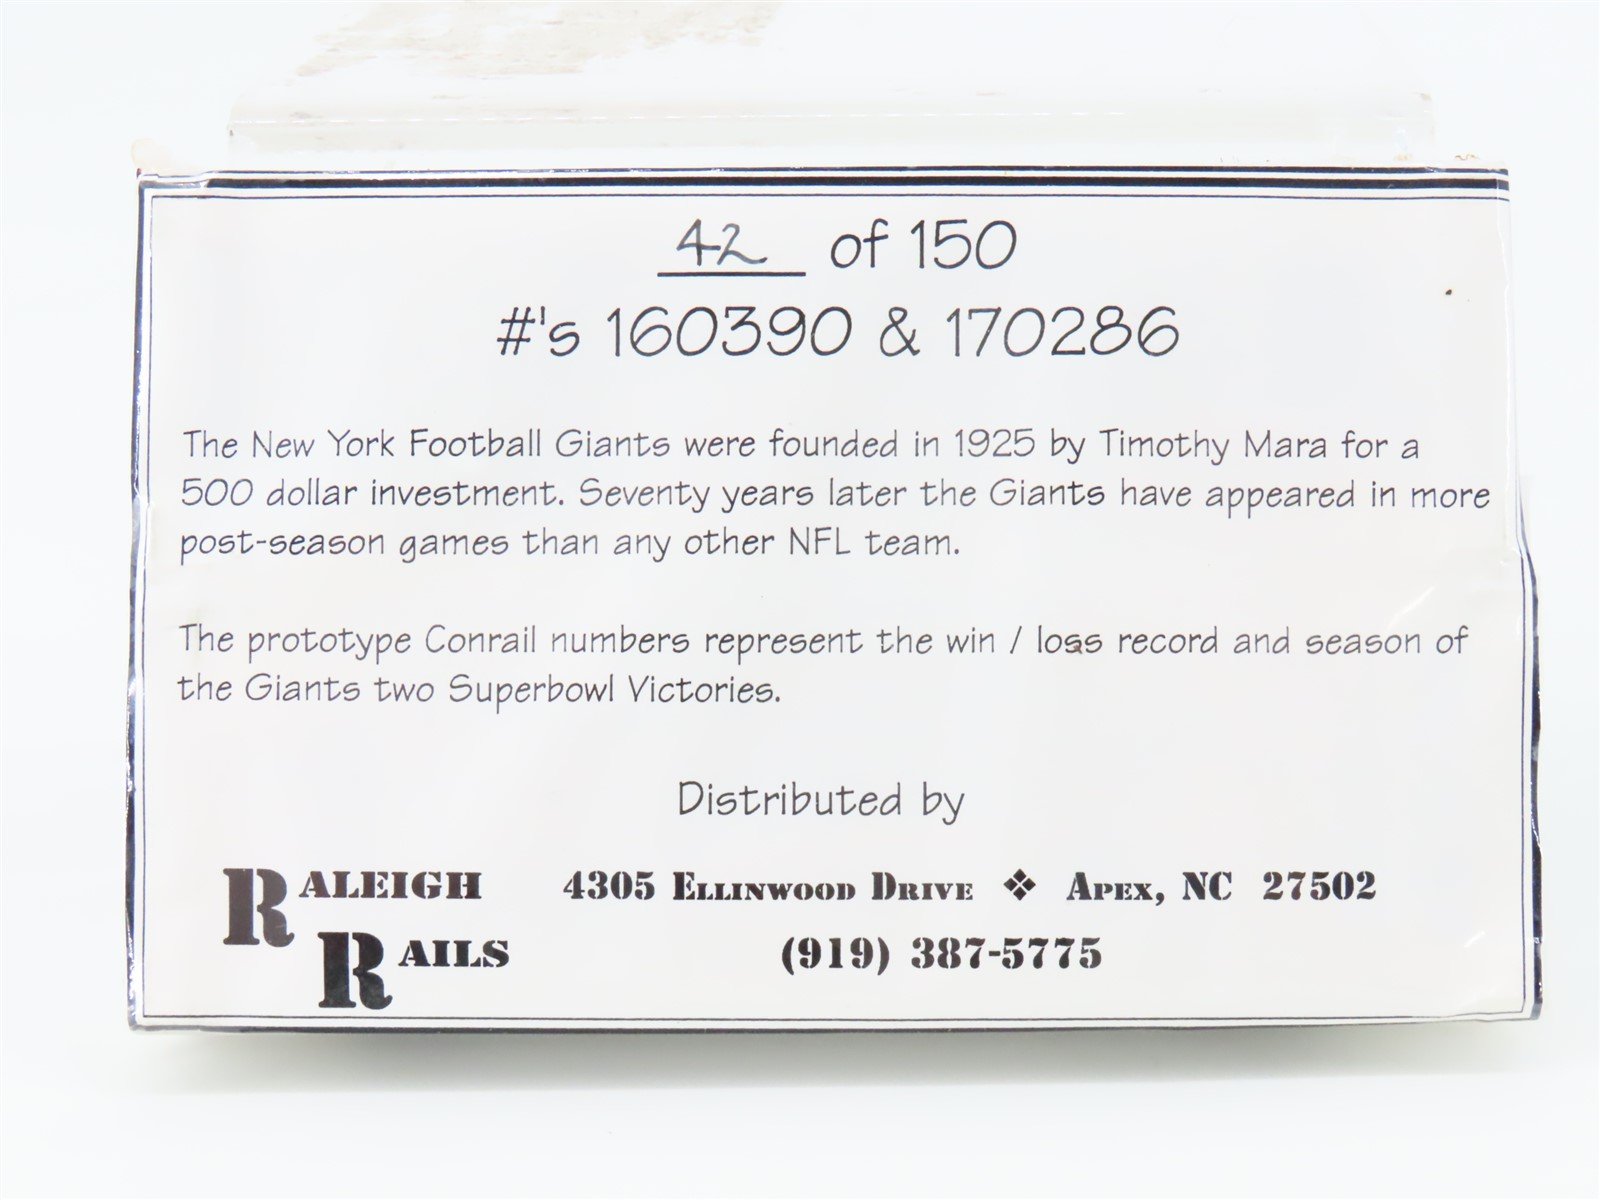 42 of 150
#'s 160390 & 170286
The New York Football Giants were founded in 1925 by Timothy Mara for a
500 dollar investment. Seventy years later the Giants have appeared in more
post-season games than any other NFL team.
The prototype Conrail numbers represent the win / loss record and season of
the Giants two Superbowl Victories.
Distributed by
RALEIGH
RAILS
4305 ELLINWOOD DRIVE ❖ APEX, NC 27502
(919) 387-5775